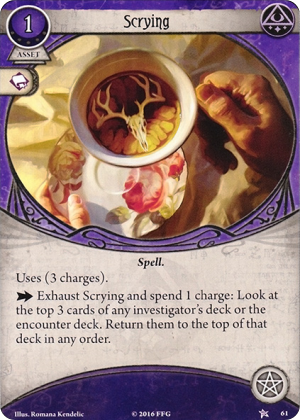 1
Scrying
ASSET
Spell.
Uses (3 charges).
Exhaust Scrying and spend 1 charge: Look at
the top 3 cards of any investigator's deck or the
encounter deck. Return them to the top of that
deck in any order.
Illus. Romana Kendelic
© 2016 FFG
61